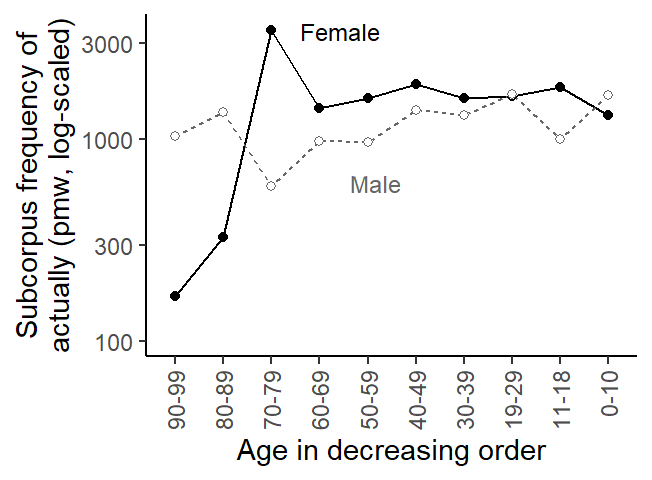 Subcorpus frequency of
actually (pmw, log-scaled)
3000
1000
300
100
Female
Male
90-99
80-89
70-79
60-69
50-59
40-49
30-39
19-29
11-18
0-10
Age in decreasing order